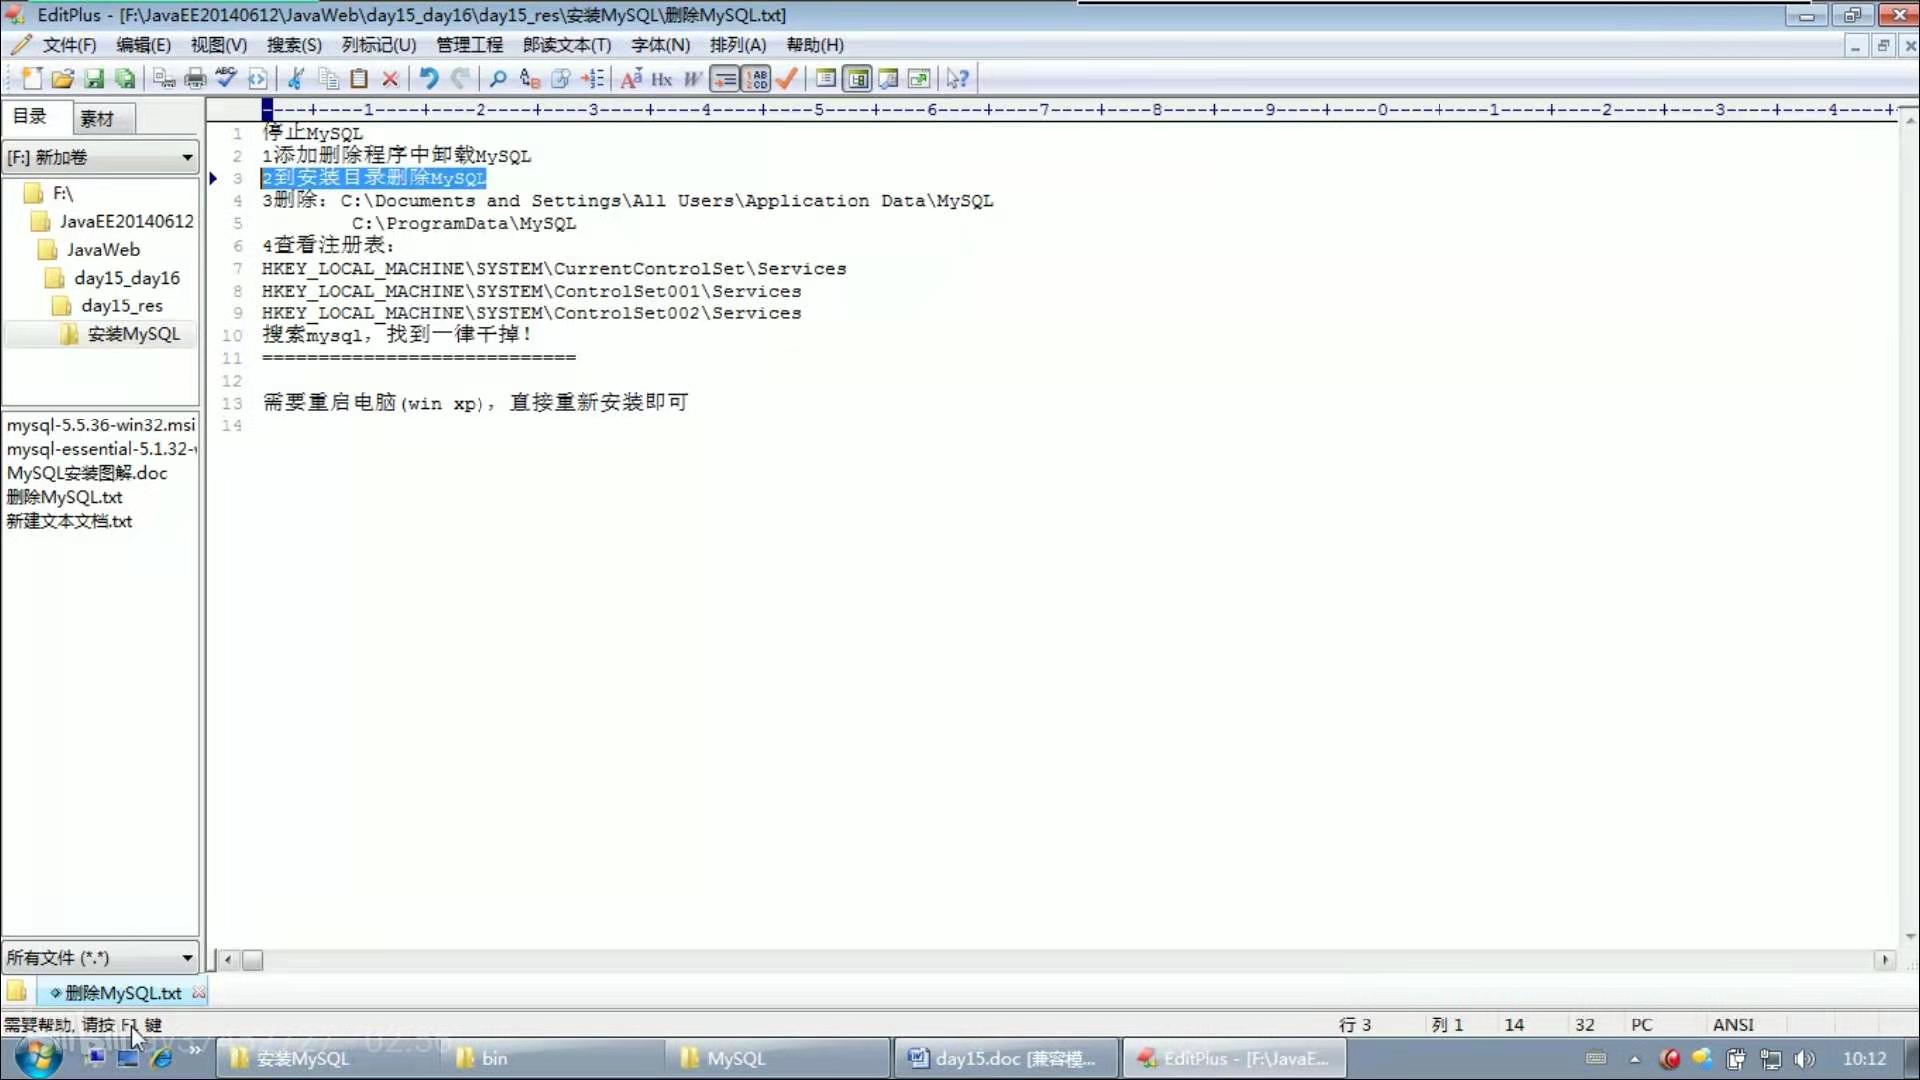 EditPlus - [F:\JavaEE20140612\JavaWeb\day15_day16\day15_res\安装MySQL\删除MySQL.txt]
文件(F) 编辑(E) 视图(V) 搜索(S) 列标记(U) 管理工程 郎读文本(T) 字体(N) 排列(A) 帮助(H)
目录 素材
[F:] 新加卷
F:\
JavaEE20140612
JavaWeb
day15_day16
day15_res
安装MySQL
mysql-5.5.36-win32.msi
mysql-essential-5.1.32-
MySQL安装图解.doc
删除MySQL.txt
新建文本文档.txt
所有文件 (*.*)
----+----1----+----2----+----3----+----4----+----5----+----6----+----7----+----8----+----9----+----0----+----1----+----2----+----3----+----4----+
1 停止MySQL
2 1添加删除程序中卸载MySQL
3 2到安装目录删除MySQL
4 3删除: C:\Documents and Settings\All Users\Application Data\MySQL
5 C:\ProgramData\MySQL
6 4查看注册表:
7 HKEY_LOCAL_MACHINE\SYSTEM\CurrentControlSet\Services
8 HKEY_LOCAL_MACHINE\SYSTEM\ControlSet001\Services
9 HKEY_LOCAL_MACHINE\SYSTEM\ControlSet002\Services
10 搜索mysql, 找到一律干掉!
11 ============================
12
13 需要重启电脑(win xp), 直接重新安装即可
14
删除MySQL.txt
需要帮助, 请按 F1 键 行 3 列 1 14 32 PC ANSI
安装MySQL bin MySQL day15.doc [兼容模... EditPlus - [F:\JavaE... 10:12